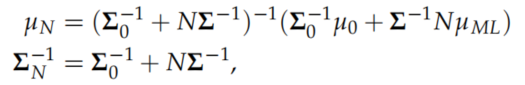 μ_N = (Σ_0^{-1} + NΣ^{-1})^{-1}(Σ_0^{-1}μ_0 + Σ^{-1}Nμ_{ML})
Σ_N^{-1} = Σ_0^{-1} + NΣ^{-1},